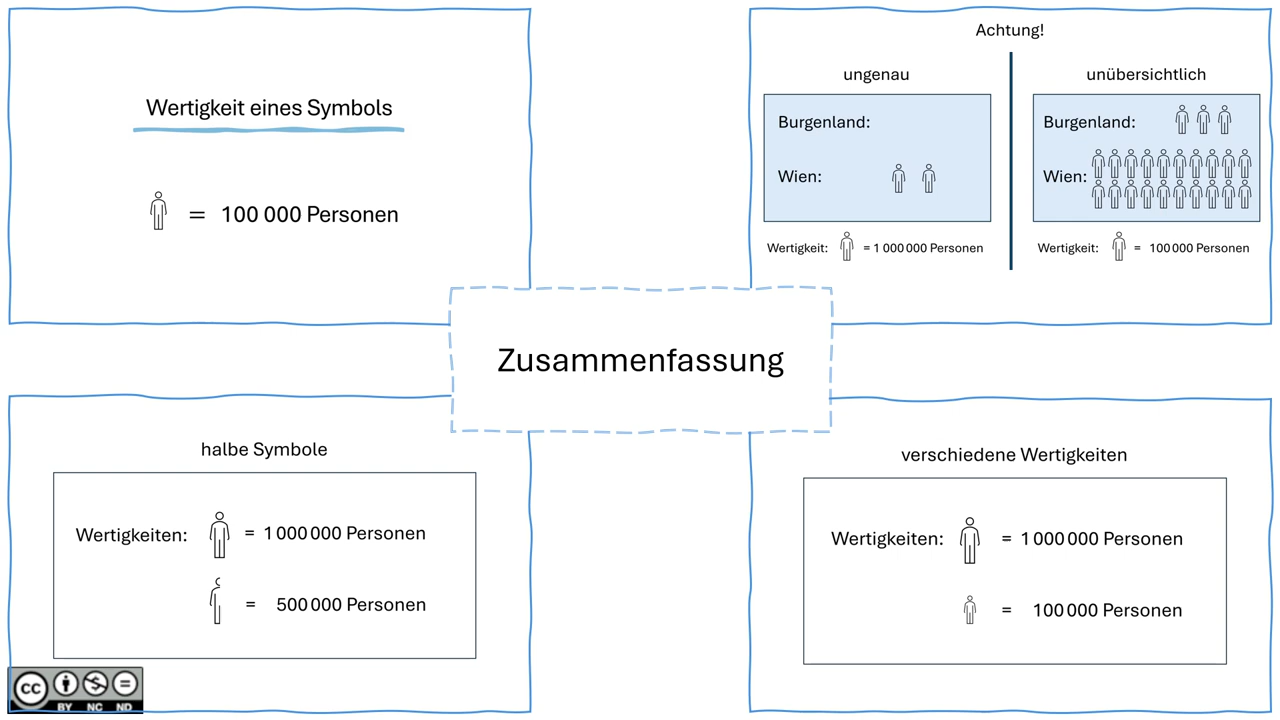 Wertigkeit eines Symbols
= 100 000 Personen
Achtung!
ungenau
Burgenland:
Wien:
Wertigkeit: = 1 000 000 Personen
unübersichtlich
Burgenland:
Wien:
Wertigkeit: = 100 000 Personen
Zusammenfassung
halbe Symbole
Wertigkeiten: = 1 000 000 Personen
= 500 000 Personen
verschiedene Wertigkeiten
Wertigkeiten: = 1 000 000 Personen
= 100 000 Personen
cc
BY NC ND